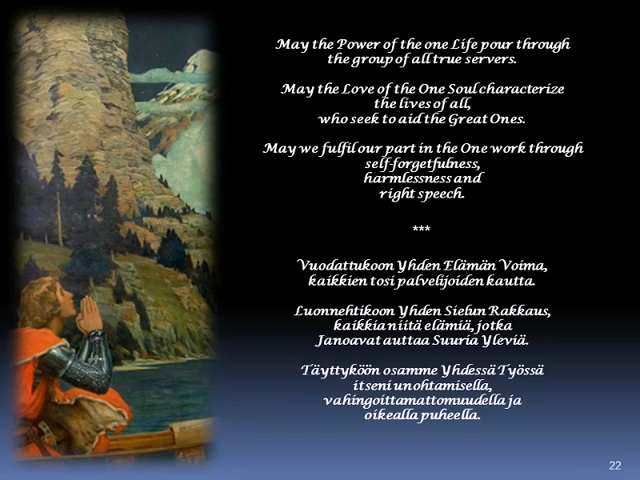 May the Power of the one Life pour through
the group of all true servers.
May the Love of the One Soul characterize
the lives of all,
who seek to aid the Great Ones.
May we fulfil our part in the One work through
self-forgetfulness,
harmlessness and
right speech.
***
Vuodattukoon Yhden Elämän Voima,
kaikkien tosi palvelijoiden kautta.
Luonnehtikoon Yhden Sielun Rakkaus,
kaikkia niitä elämiä, jotka
Janoavat auttaa Suuria Yleviä.
Täyttyköön osamme Yhdessä Työssä
itseni unohtamisella,
vahingoittamattomuudella ja
oikealla puheella.
22